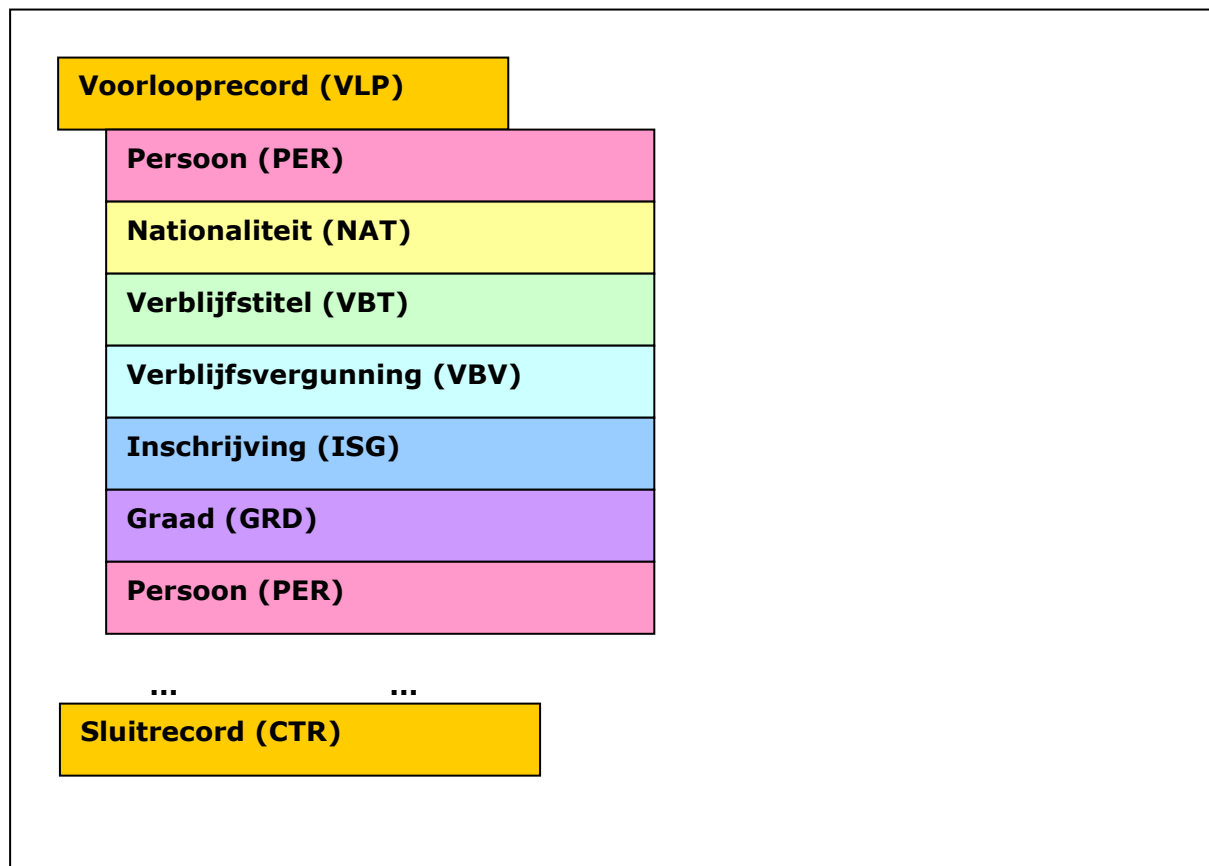 Voorlooprecord (VLP)
Persoon (PER)
Nationaliteit (NAT)
Verblijfstitel (VBT)
Verblijfsvergunning (VBV)
Inschrijving (ISG)
Graad (GRD)
Persoon (PER)
... ...
Sluitrecord (CTR)